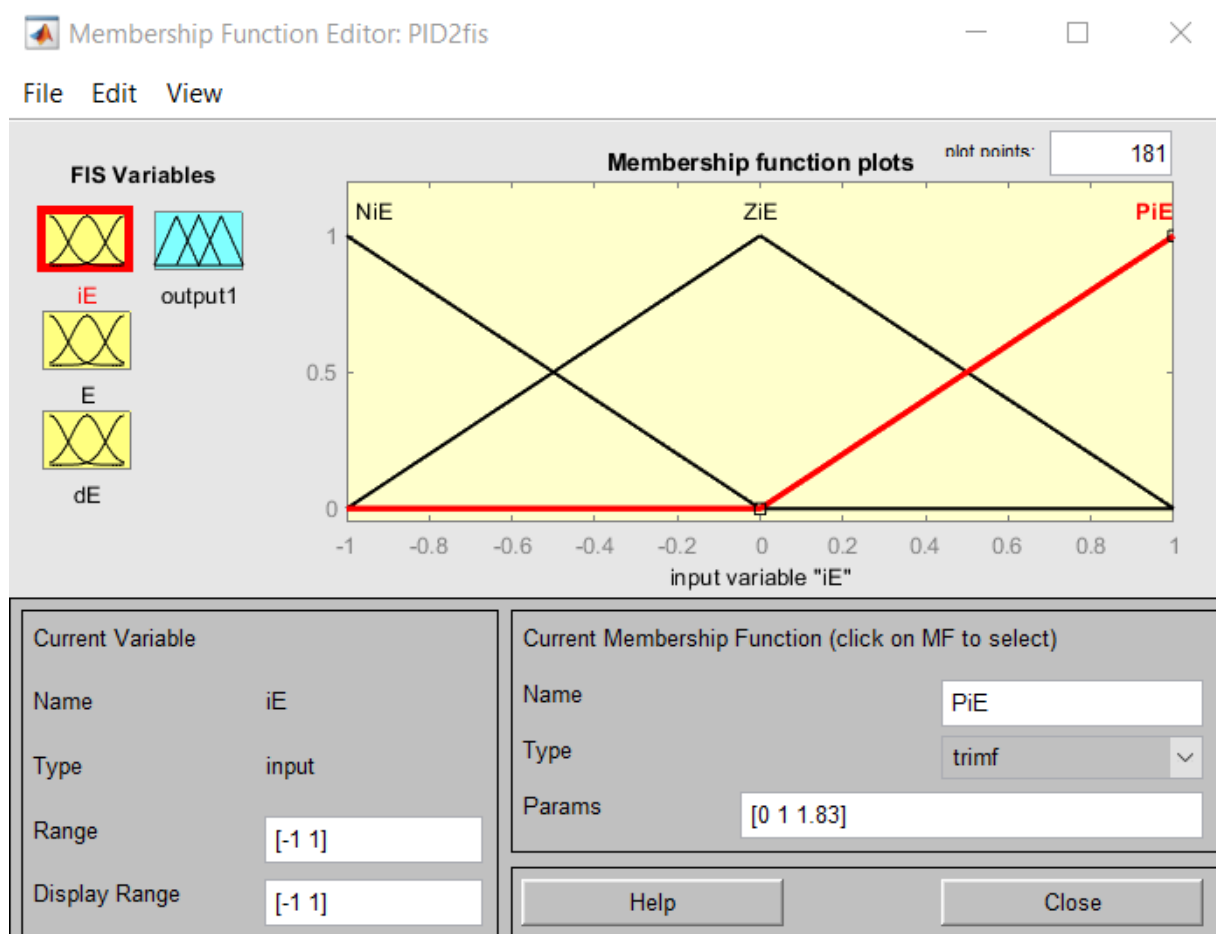 Membership Function Editor: PID2fis
File Edit View
FIS Variables
Membership function plots
plot points:
181
iE
output1
E
dE
NiE
ZiE
PiE
1
0.5
0
-1 -0.8 -0.6 -0.4 -0.2 0 0.2 0.4 0.6 0.8 1
input variable "iE"
Current Variable
Name iE
Type input
Range [-1 1]
Display Range [-1 1]
Current Membership Function (click on MF to select)
Name PiE
Type trimf
Params [0 1 1.83]
Help
Close